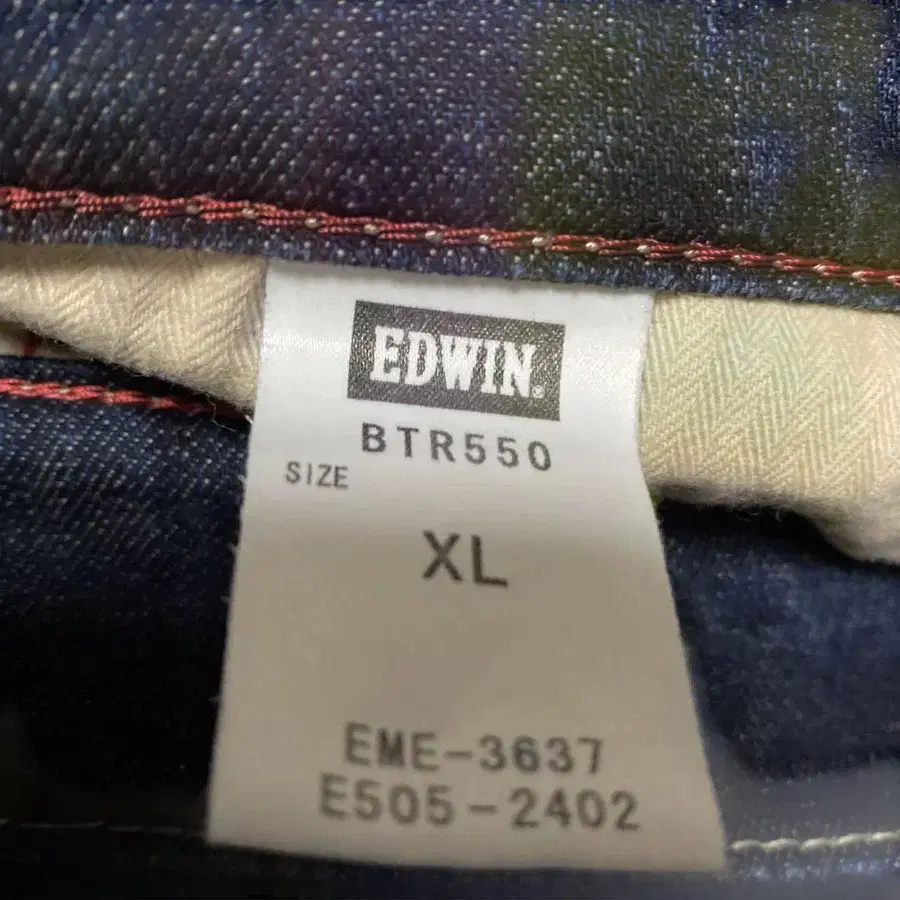 EDWIN.
BTR550
SIZE
XL
EME-3637
E505-2402